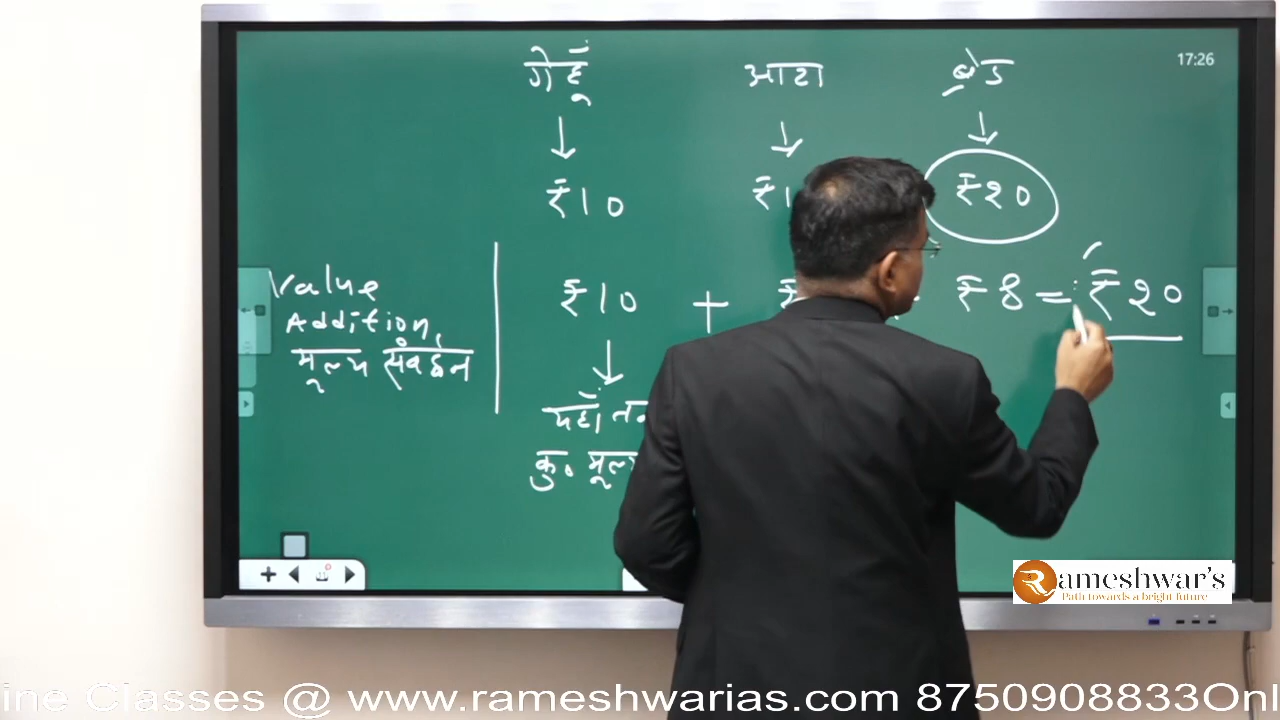 गेहूं आटा ब्रेड
17:26
₹10 ₹1 ₹20
Value
Addition,
मूल्य संवर्द्धन
₹10 + ₹ ₹8 = ₹20
यहां
कु. मूल्य
Rameshwar's
Path towards a bright future
ine Classes @ www.rameshwarias.com 8750908833Onl